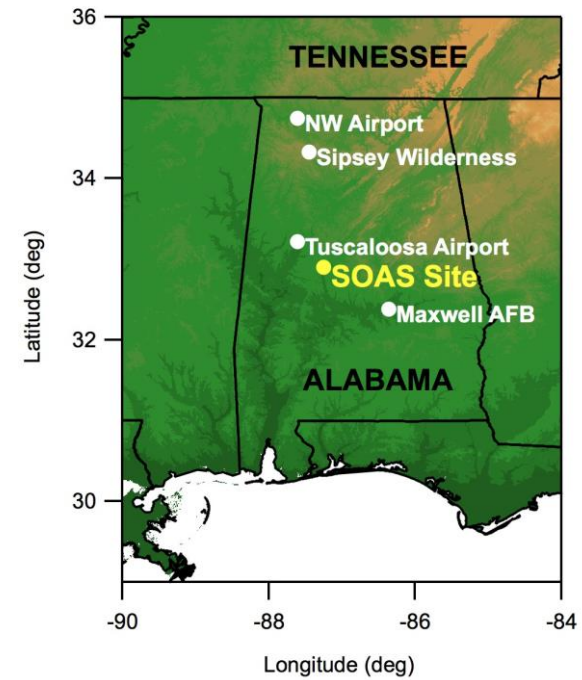 36
TENNESSEE
NW Airport
34
Sipsey Wilderness
Tuscaloosa Airport
SOAS Site
Latitude (deg)
32
Maxwell AFB
ALABAMA
30
-90 -88 -86 -84
Longitude (deg)